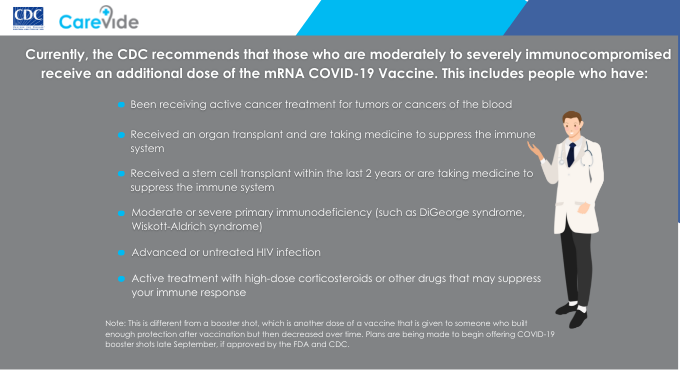 CDC CareVide
Currently, the CDC recommends that those who are moderately to severely immunocompromised
receive an additional dose of the mRNA COVID-19 Vaccine. This includes people who have:
Been receiving active cancer treatment for tumors or cancers of the blood
Received an organ transplant and are taking medicine to suppress the immune
system
Received a stem cell transplant within the last 2 years or are taking medicine to
suppress the immune system
Moderate or severe primary immunodeficiency (such as DiGeorge syndrome,
Wiskott-Aldrich syndrome)
Advanced or untreated HIV infection
Active treatment with high-dose corticosteroids or other drugs that may suppress
your immune response
Note: This is different from a booster shot, which is another dose of a vaccine that is given to someone who built
enough protection after vaccination but then decreased over time. Plans are being made to begin offering COVID-19
booster shots late September, if approved by the FDA and CDC.